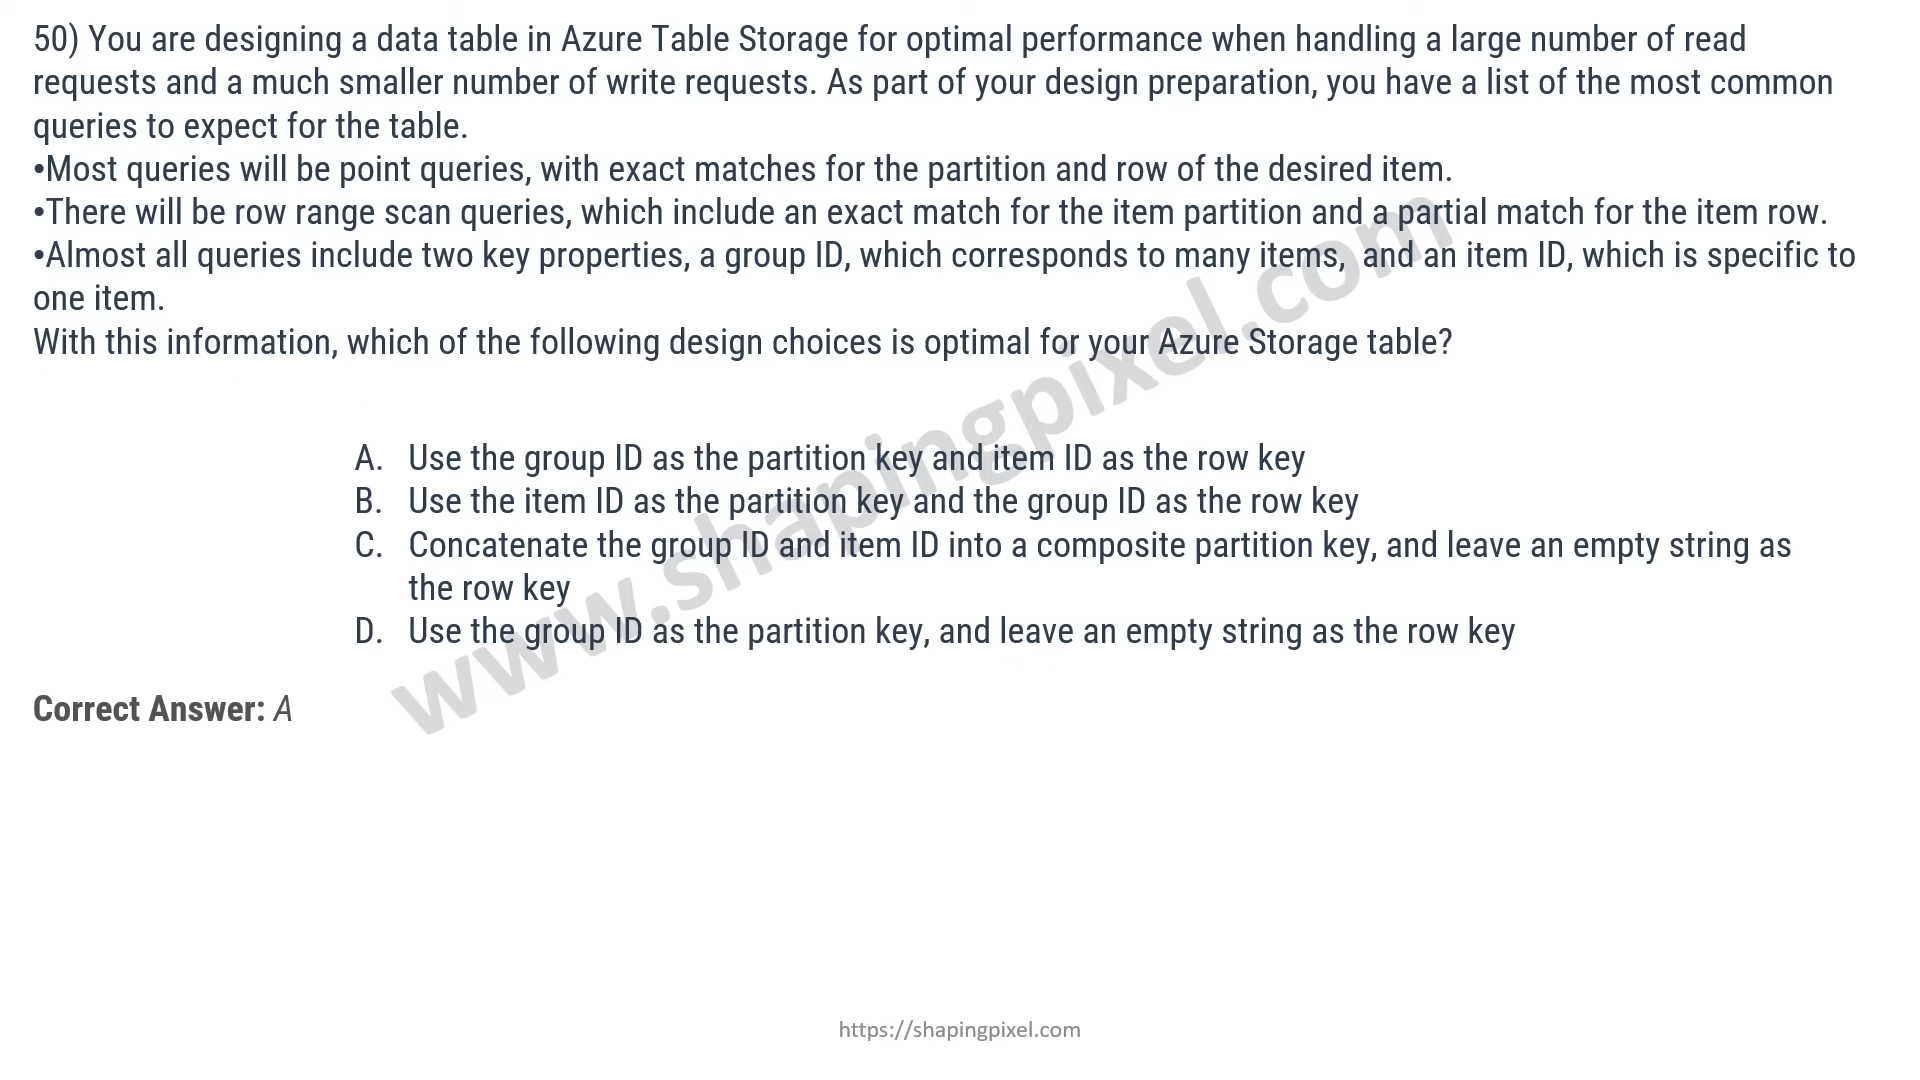 50) You are designing a data table in Azure Table Storage for optimal performance when handling a large number of read
requests and a much smaller number of write requests. As part of your design preparation, you have a list of the most common
queries to expect for the table.
•Most queries will be point queries, with exact matches for the partition and row of the desired item.
•There will be row range scan queries, which include an exact match for the item partition and a partial match for the item row.
•Almost all queries include two key properties, a group ID, which corresponds to many items, and an item ID, which is specific to
one item.
With this information, which of the following design choices is optimal for your Azure Storage table?
A. Use the group ID as the partition key and item ID as the row key
B. Use the item ID as the partition key and the group ID as the row key
C. Concatenate the group ID and item ID into a composite partition key, and leave an empty string as
the row key
D. Use the group ID as the partition key, and leave an empty string as the row key
Correct Answer: A
www.shapingpixel.com
https://shapingpixel.com